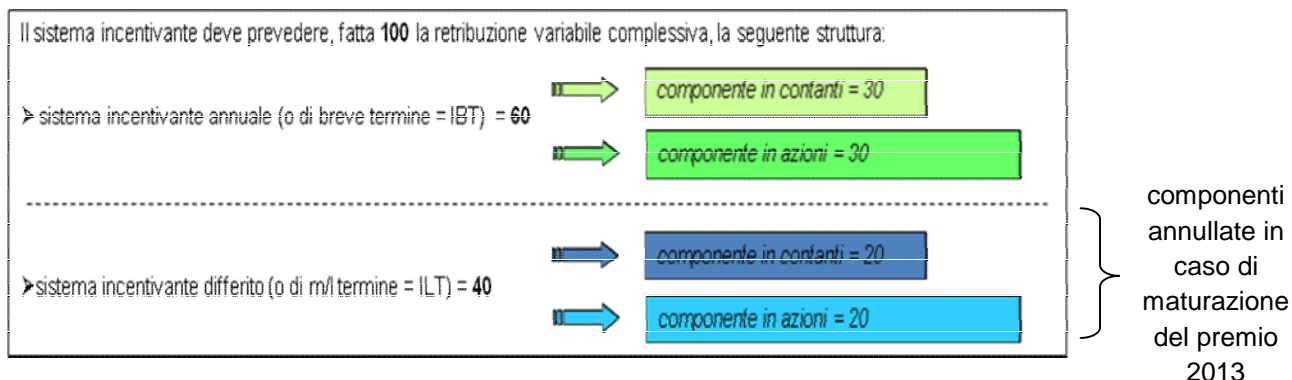 Il sistema incentivante deve prevedere, fatta 100 la retribuzione variabile complessiva, la seguente struttura:
componente in contanti = 30
➢ sistema incentivante annuale (o di breve termine = IBT) = 60
componente in azioni = 30
componente in contanti = 20
➢sistema incentivante differito (o di m/l termine = ILT) = 40
componente in azioni = 20
componenti
annullate in
caso di
maturazione
del premio
2013